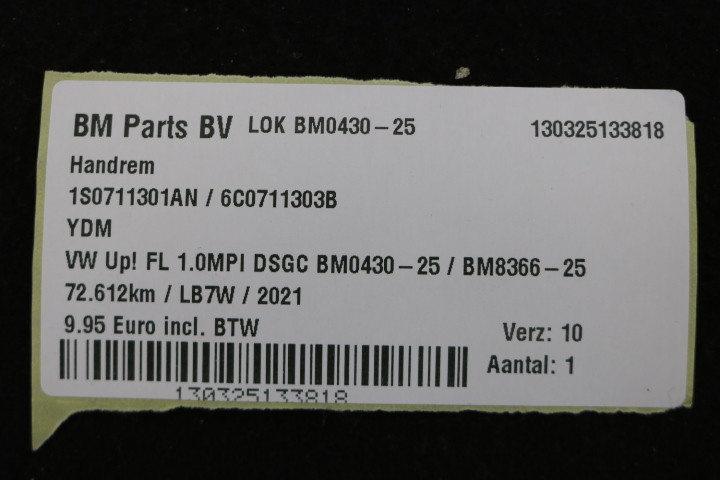 BM Parts BV LOK BM0430-25 130325133818
Handrem
1S0711301AN / 6C0711303B
YDM
VW Up! FL 1.0MPI DSGC BM0430-25 / BM8366-25
72.612km / LB7W / 2021
9.95 Euro incl. BTW
Verz: 10
Aantal: 1
130325133818